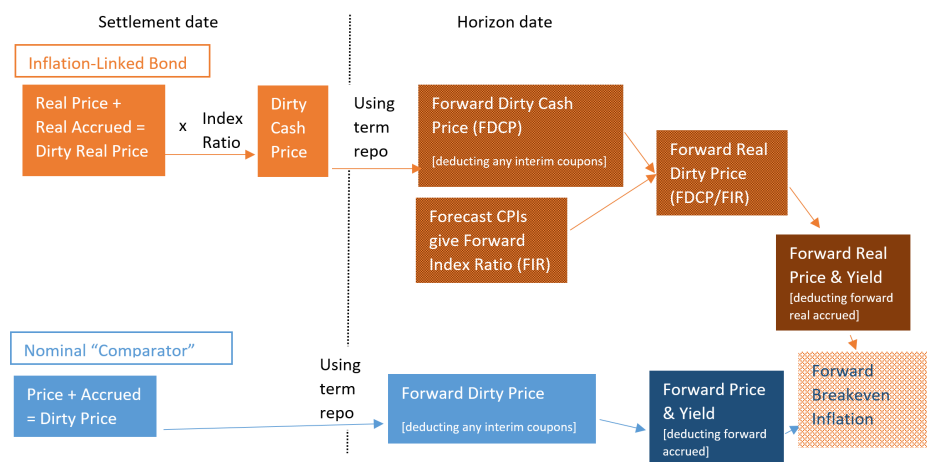 Settlement date
Horizon date
Inflation-Linked Bond
Real Price +
Real Accrued =
Dirty Real Price
x
Index
Ratio
Dirty
Cash
Price
Using
term
repo
Forward Dirty Cash
Price (FDCP)
[deducting any interim coupons]
Forecast CPIs
give Forward
Index Ratio (FIR)
Forward Real
Dirty Price
(FDCP/FIR)
Forward Real
Price & Yield
[deducting forward
real accrued]
Nominal “Comparator”
Price + Accrued
= Dirty Price
Using
term
repo
Forward Dirty Price
[deducting any interim coupons]
Forward Price
& Yield
[deducting forward
accrued]
Forward
Breakeven
Inflation